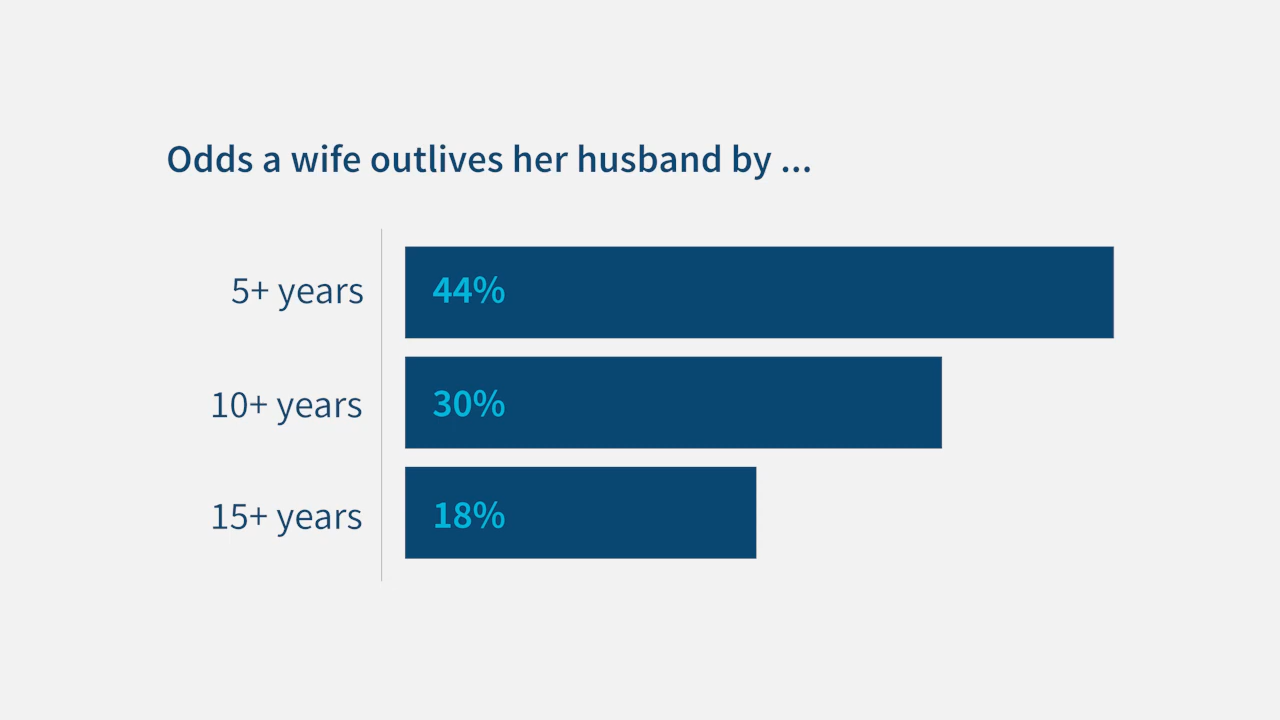 Odds a wife outlives her husband by ...
5+ years 44%
10+ years 30%
15+ years 18%